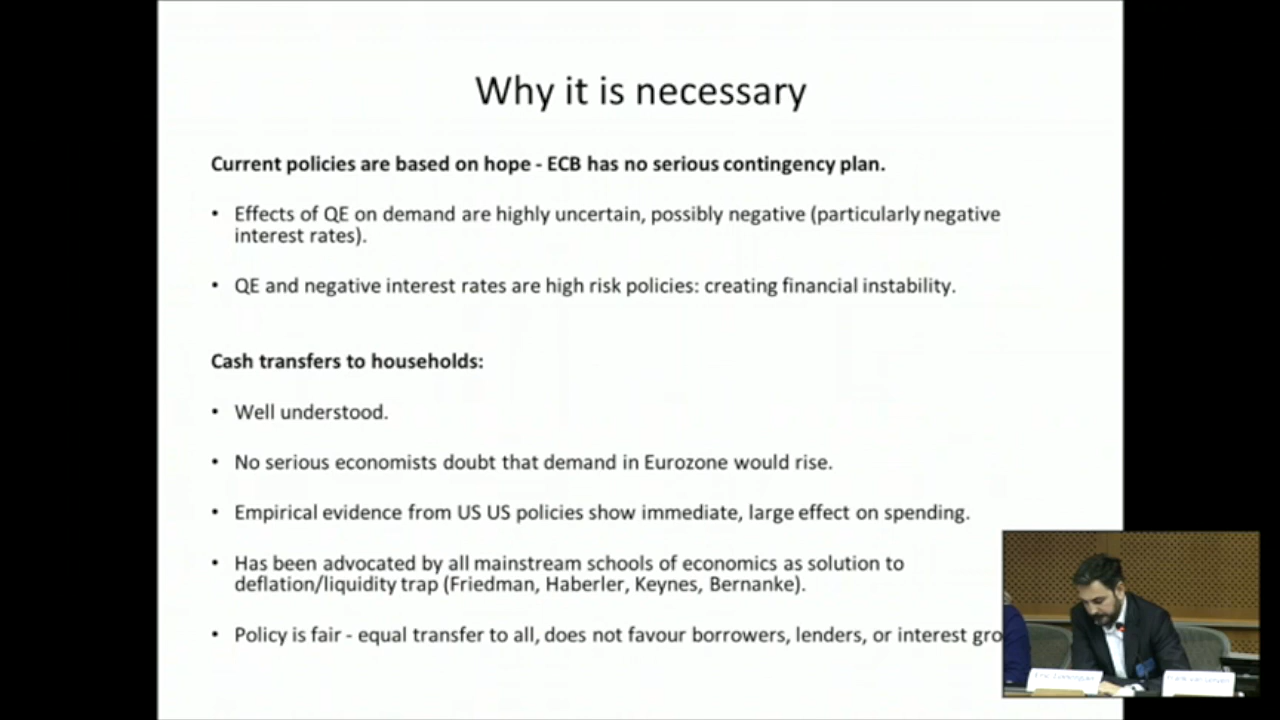 Why it is necessary
Current policies are based on hope - ECB has no serious contingency plan.
• Effects of QE on demand are highly uncertain, possibly negative (particularly negative
interest rates).
• QE and negative interest rates are high risk policies: creating financial instability.
Cash transfers to households:
• Well understood.
• No serious economists doubt that demand in Eurozone would rise.
• Empirical evidence from US US policies show immediate, large effect on spending.
• Has been advocated by all mainstream schools of economics as solution to
deflation/liquidity trap (Friedman, Haberler, Keynes, Bernanke).
• Policy is fair - equal transfer to all, does not favour borrowers, lenders, or interest gro